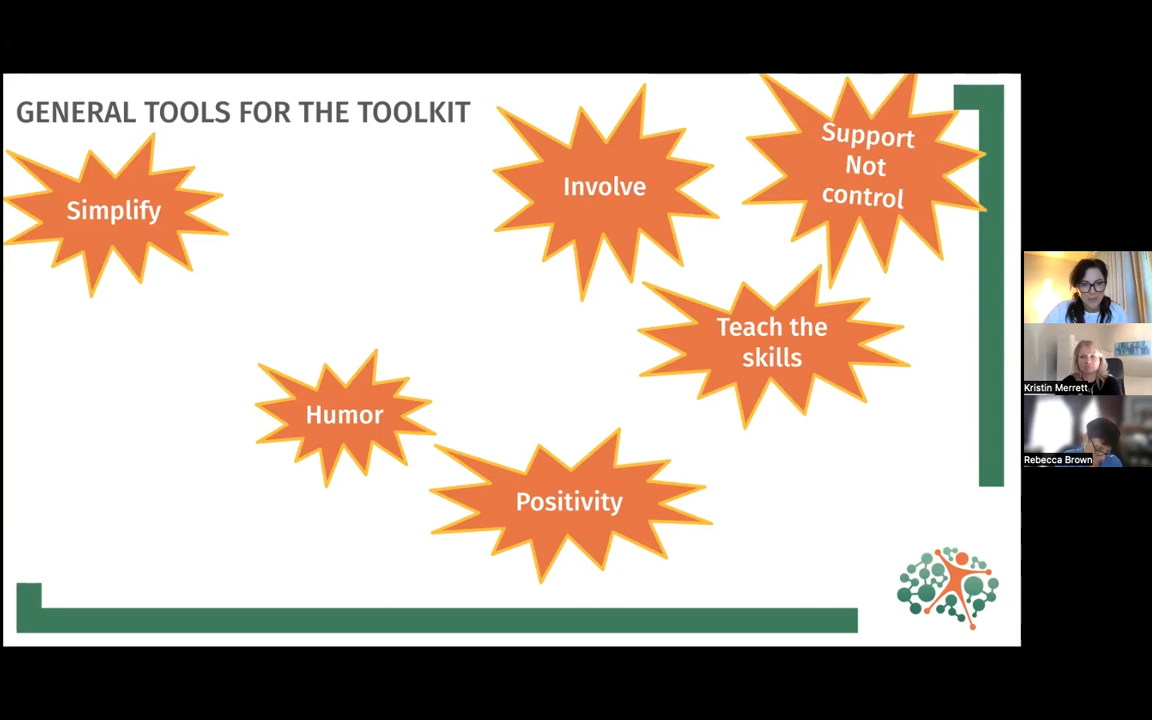 GENERAL TOOLS FOR THE TOOLKIT
Simplify
Involve
Support
Not
control
Teach the
skills
Humor
Positivity
Kristin Merrett
Rebecca Brown